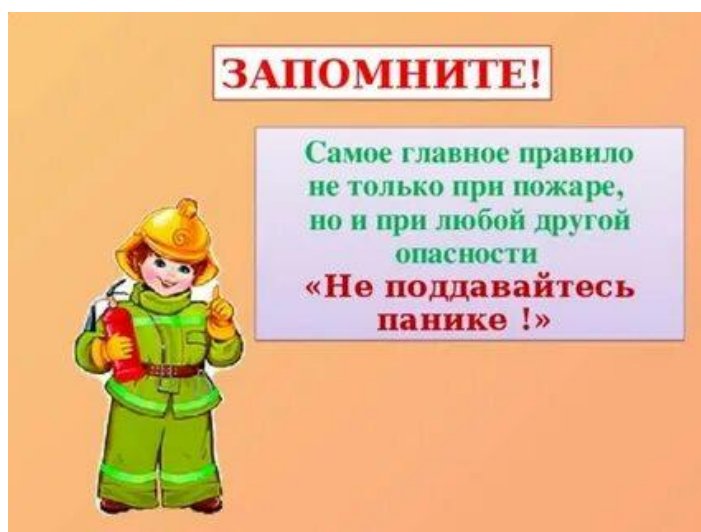 ЗАПОМНИТЕ!
Самое главное правило
не только при пожаре,
но и при любой другой
опасности
«Не поддавайтесь
панике !»